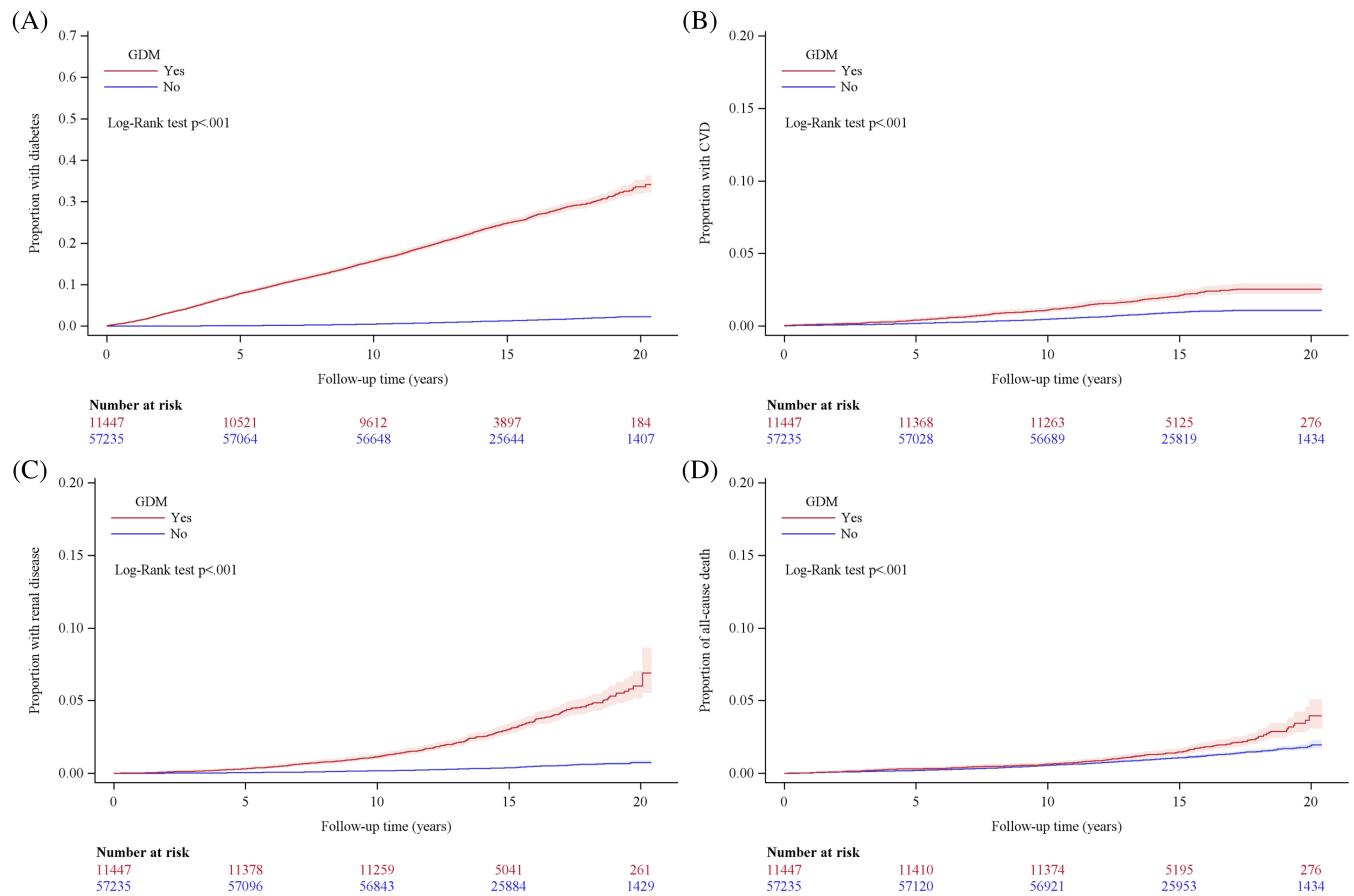 (A)
Proportion with diabetes
0.7
0.6
0.5
0.4
0.3
0.2
0.1
0.0
GDM
Yes
No
Log-Rank test p<.001
0 5 10 15 20
Follow-up time (years)
Number at risk
11447 10521 9612 3897 184
57235 57064 56648 25644 1407
(B)
Proportion with CVD
0.20
0.15
0.10
0.05
0.00
GDM
Yes
No
Log-Rank test p<.001
0 5 10 15 20
Follow-up time (years)
Number at risk
11447 11368 11263 5125 276
57235 57028 56689 25819 1434
(C)
Proportion with renal disease
0.20
0.15
0.10
0.05
0.00
GDM
Yes
No
Log-Rank test p<.001
0 5 10 15 20
Follow-up time (years)
Number at risk
11447 11378 11259 5041 261
57235 57096 56843 25884 1429
(D)
Proportion of all-cause death
0.20
0.15
0.10
0.05
0.00
GDM
Yes
No
Log-Rank test p<.001
0 5 10 15 20
Follow-up time (years)
Number at risk
11447 11410 11374 5195 276
57235 57120 56921 25953 1434